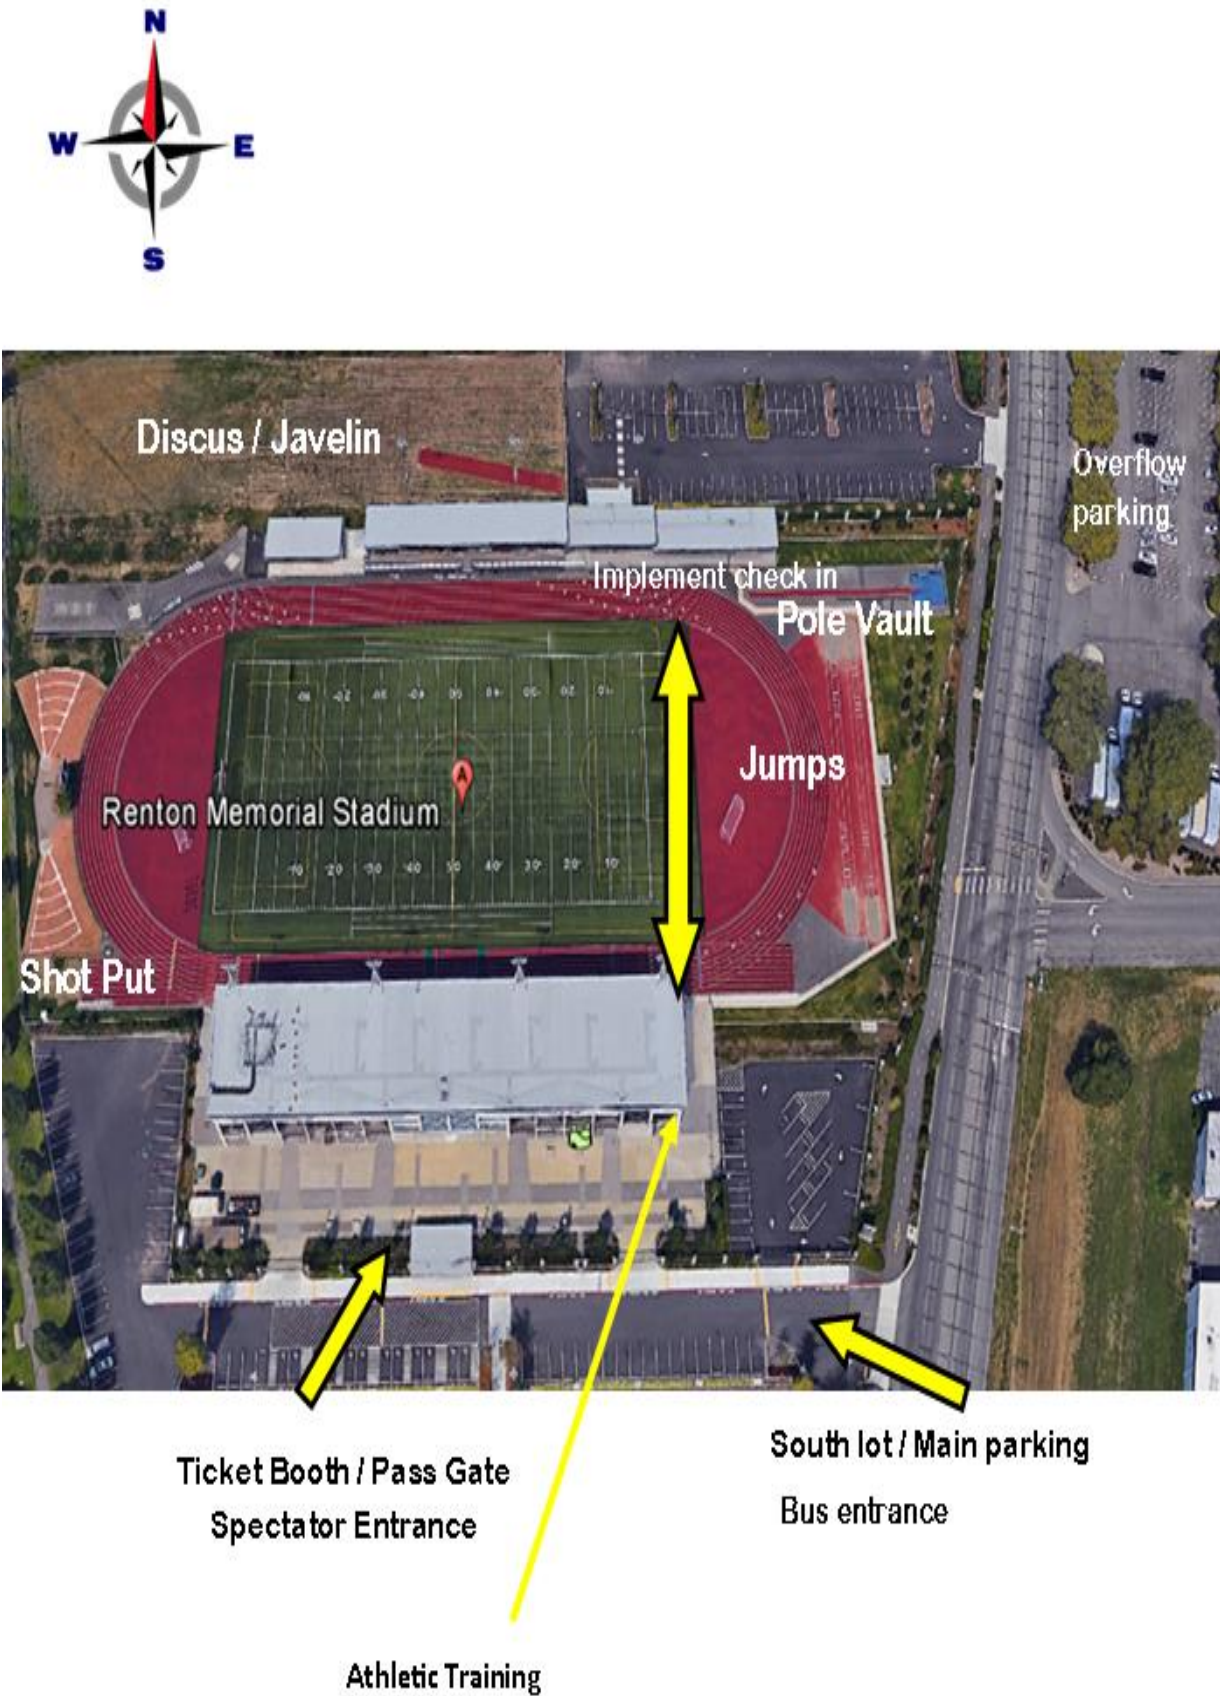 N
W
E
S
Discus / Javelin
Overflow
parking
Implement check in
Pole Vault
Jumps
A
Renton Memorial Stadium
Shot Put
Ticket Booth / Pass Gate
Spectator Entrance
South lot / Main parking
Bus entrance
Athletic Training